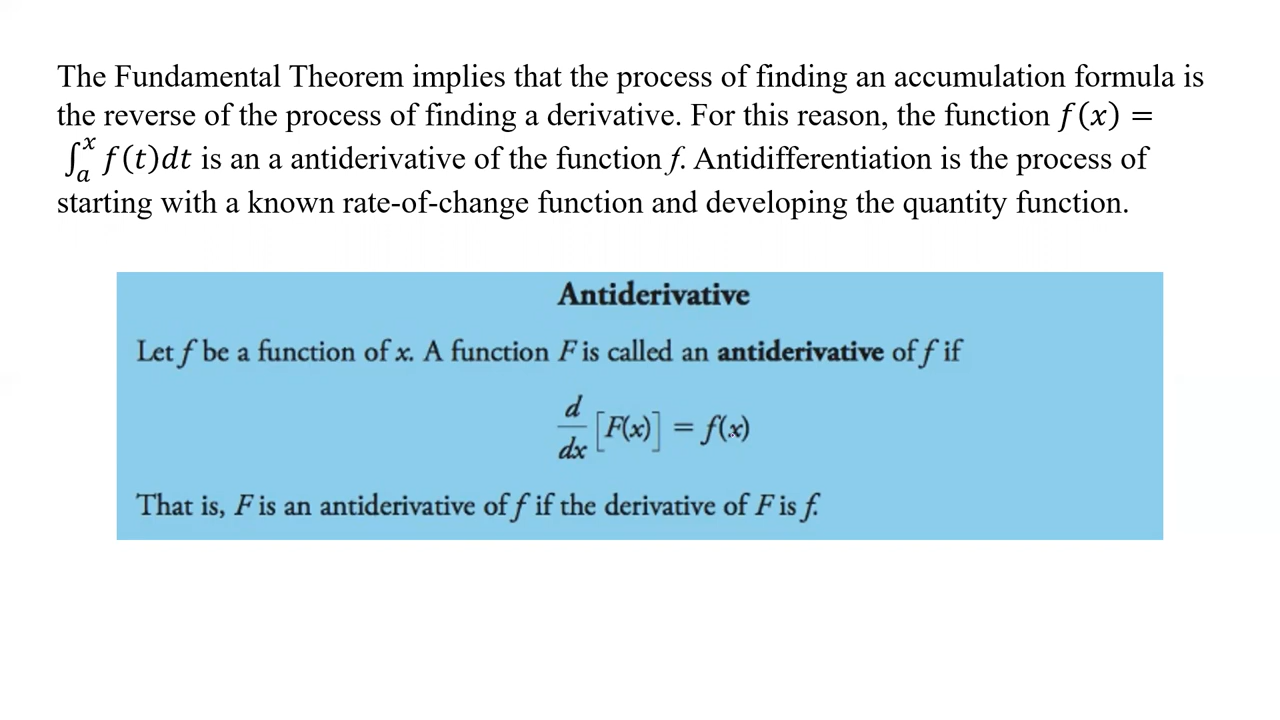 The Fundamental Theorem implies that the process of finding an accumulation formula is
the reverse of the process of finding a derivative. For this reason, the function f(x) =
∫ₐˣ f(t)dt is an a antiderivative of the function f. Antidifferentiation is the process of
starting with a known rate-of-change function and developing the quantity function.
Antiderivative
Let f be a function of x. A function F is called an antiderivative of f if
d/dx [F(x)] = f(x)
That is, F is an antiderivative of f if the derivative of F is f.